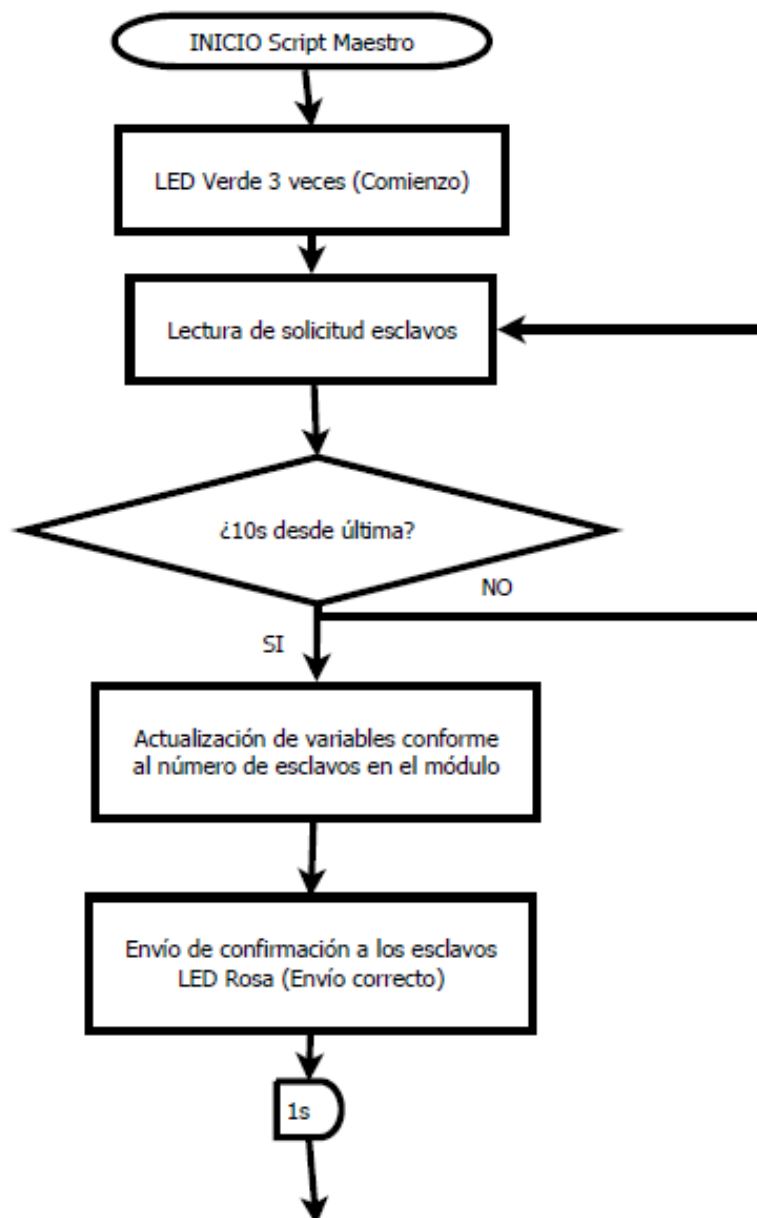 INICIO Script Maestro
LED Verde 3 veces (Comienzo)
Lectura de solicitud esclavos
¿10s desde última?
NO
SI
Actualización de variables conforme
al número de esclavos en el módulo
Envío de confirmación a los esclavos
LED Rosa (Envío correcto)
1s